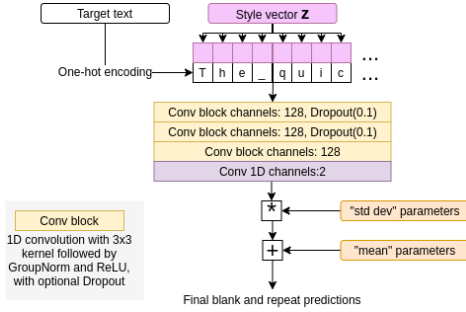 Target text
Style vector z
One-hot encoding
T h e _ q u i c ...
...
Conv block channels: 128, Dropout(0.1)
Conv block channels: 128, Dropout(0.1)
Conv block channels: 128
Conv 1D channels:2
* "std dev" parameters
+ "mean" parameters
Final blank and repeat predictions
Conv block
1D convolution with 3x3
kernel followed by
GroupNorm and ReLU,
with optional Dropout